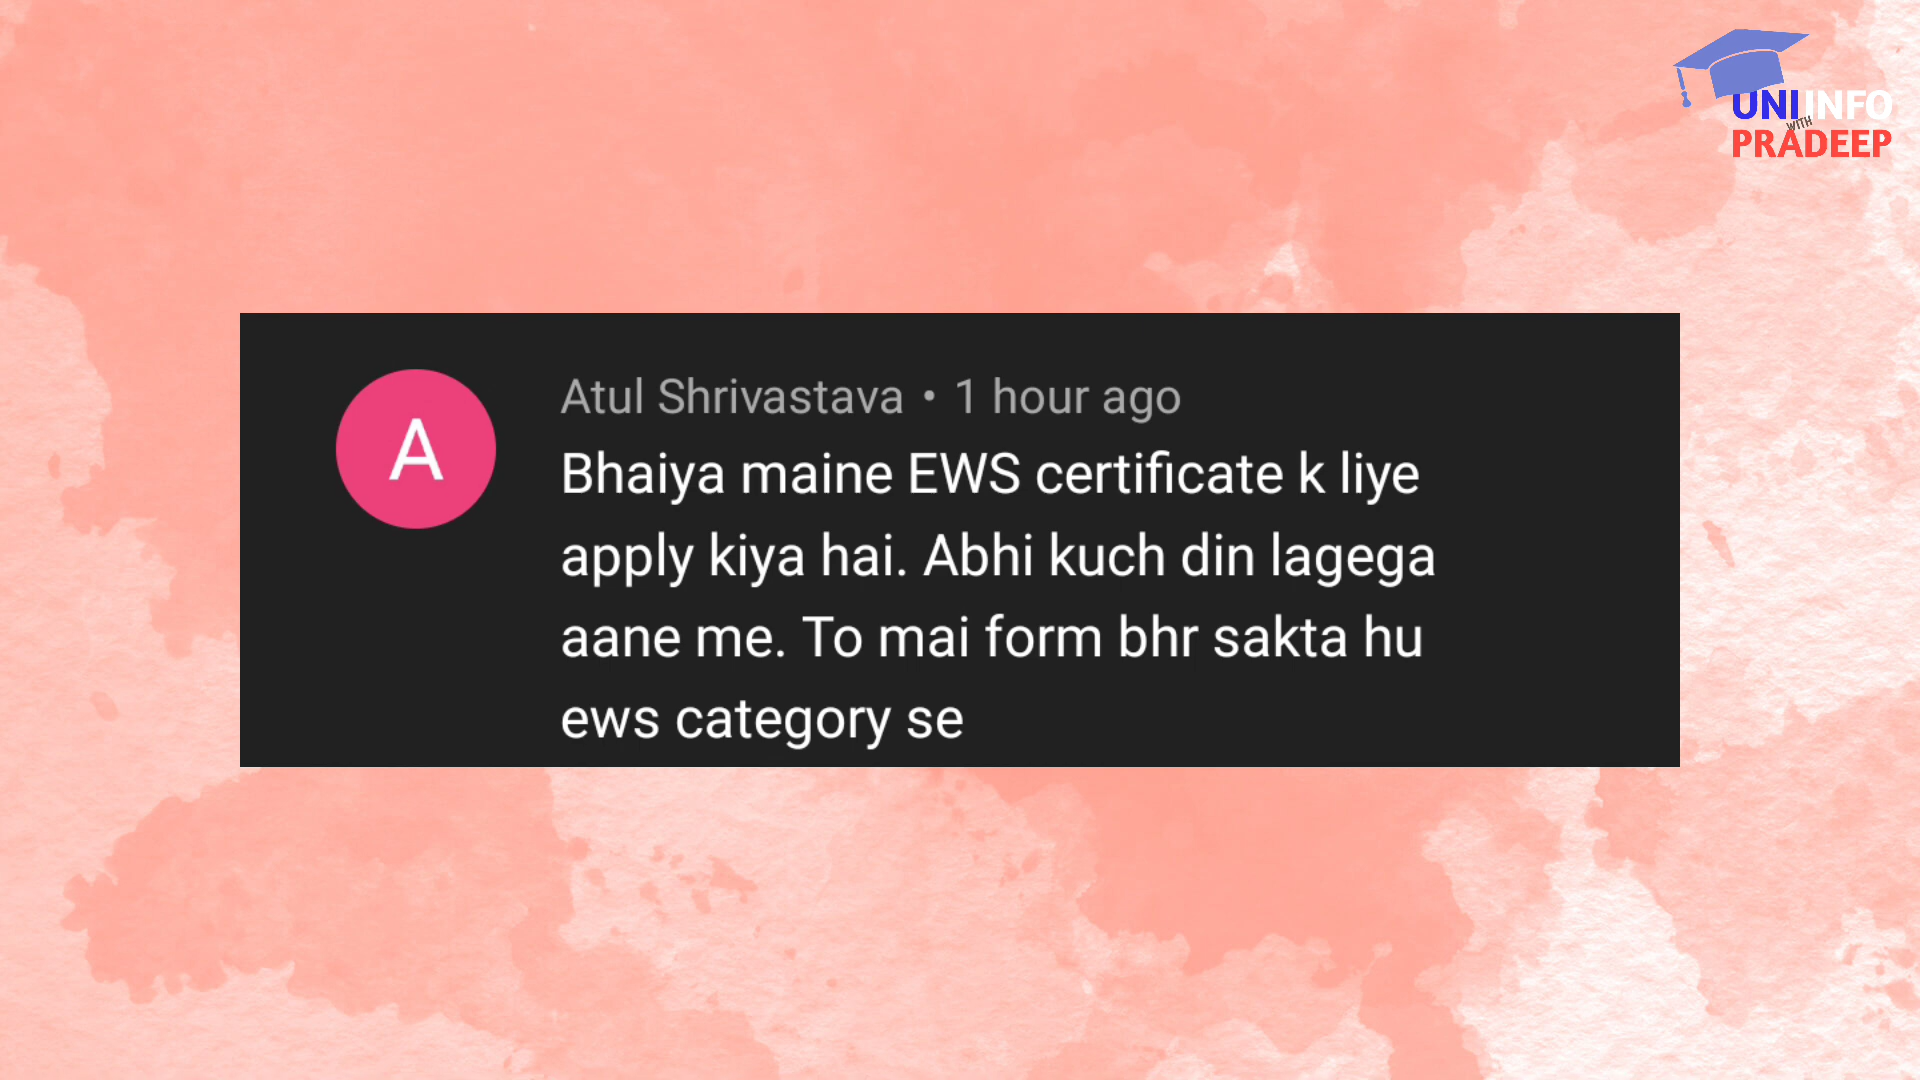 UNI INFO
WITH
PRADEEP
A
Atul Shrivastava • 1 hour ago
Bhaiya maine EWS certificate k liye
apply kiya hai. Abhi kuch din lagega
aane me. To mai form bhr sakta hu
ews category se